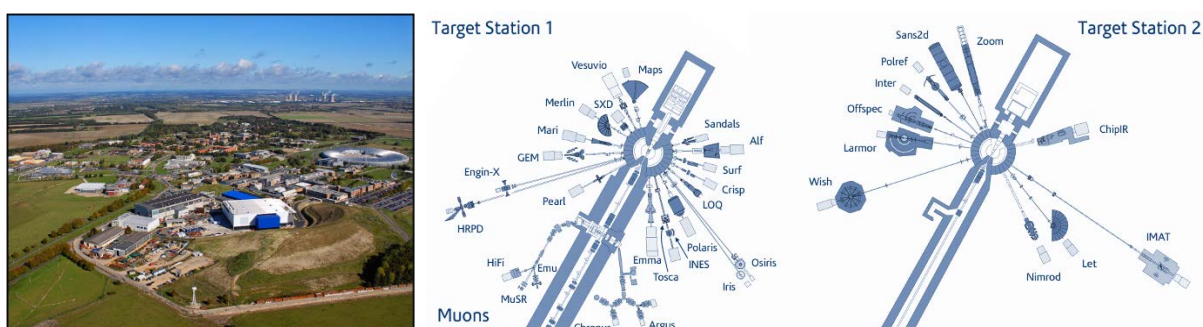 Target Station 1
Vesuvio
Maps
Merlin
SXD
Mari
GEM
Engin-X
Pearl
HRPD
Sandals
Alf
Surf
Crisp
LOQ
Polaris
INES
Emma
Tosca
Osiris
Iris
HiFi
Emu
MuSR
Muons
Chronus
Argus
Target Station 2
Sans2d
Zoom
Polref
Inter
Offspec
Larmor
Wish
ChipIR
IMAT
Let
Nimrod